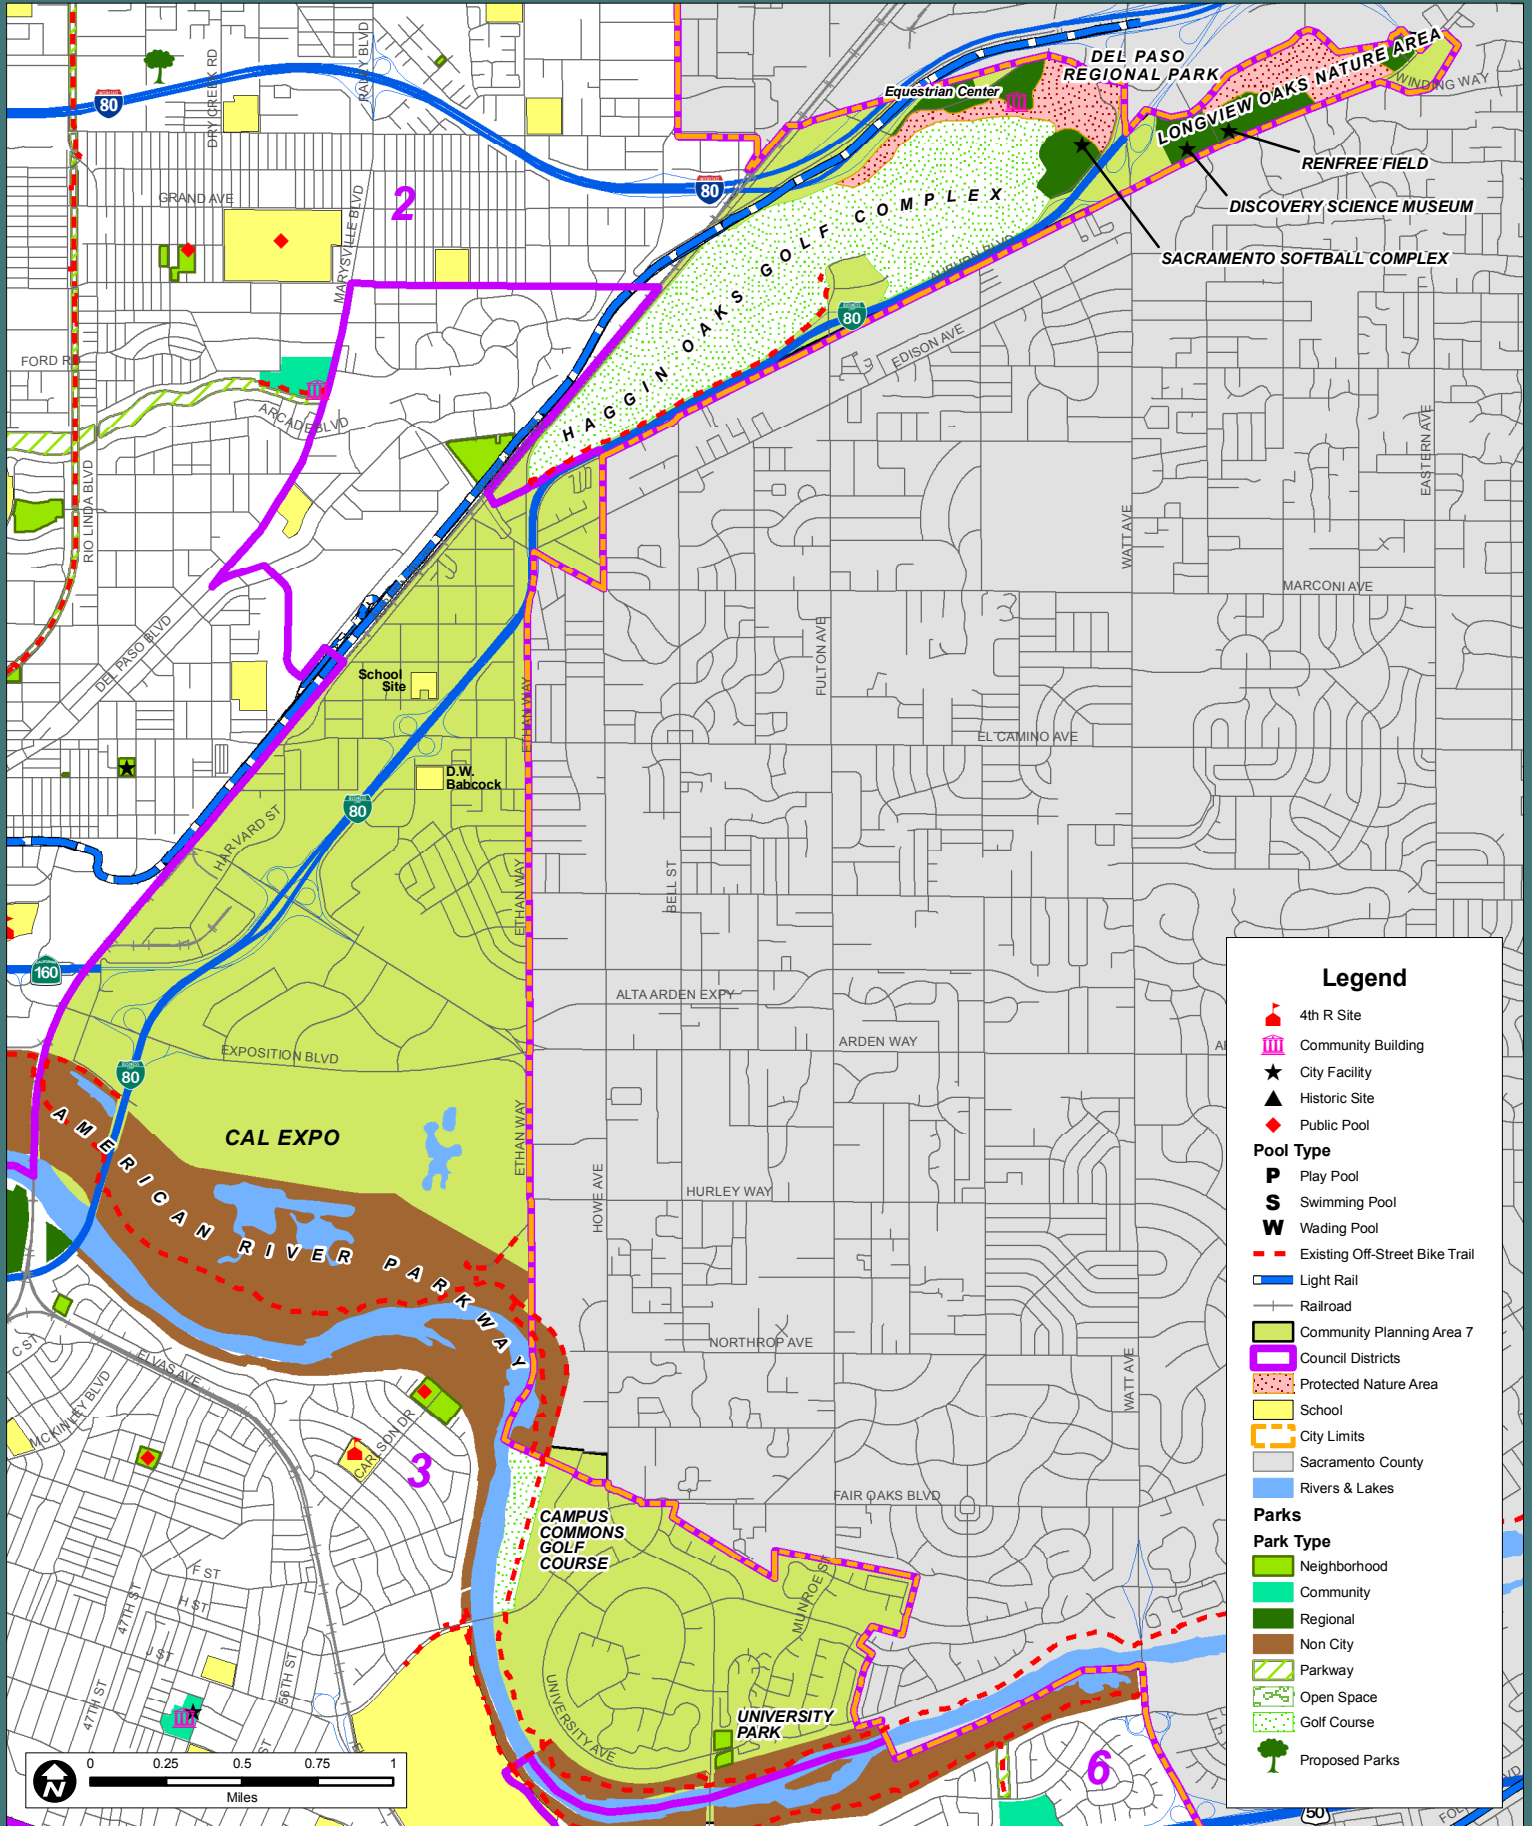 80
DRY CREEK RD
RALEY BLVD
DEL PASO
REGIONAL PARK
Equestrian Center
LONGVIEW OAKS NATURE AREA
WINDING WAY
RENFREE FIELD
DISCOVERY SCIENCE MUSEUM
SACRAMENTO SOFTBALL COMPLEX
80
GRAND AVE
2
MARYSVILLE BLVD
HAGGIN OAKS GOLF COMPLEX
AUBURN BLVD
80
EDISON AVE
FORD RD
ARCADE BLVD
RIO LINDA BLVD
EASTERN AVE
WATT AVE
MARCONI AVE
FULTON AVE
DEL PASO BLVD
School
Site
ETHAN WAY
EL CAMINO AVE
D.W.
Babcock
80
HARVARD ST
ETHAN WAY
BELL ST
160
ALTA ARDEN EXPY
ARDEN WAY
EXPOSITION BLVD
80
CAL EXPO
AMERICAN RIVER PARKWAY
ETHAN WAY
HOWE AVE
HURLEY WAY
NORTHROP AVE
WATT AVE
C ST
ELVAS AVE
MCKINLEY BLVD
CARLSON DR
3
FAIR OAKS BLVD
CAMPUS
COMMONS
GOLF
COURSE
MUNROE ST
F ST
H ST
47TH ST
J ST
47TH ST
56TH ST
UNIVERSITY AVE
UNIVERSITY
PARK
6
50
Legend
4th R Site
Community Building
City Facility
Historic Site
Public Pool
Pool Type
P Play Pool
S Swimming Pool
W Wading Pool
Existing Off-Street Bike Trail
Light Rail
Railroad
Community Planning Area 7
Council Districts
Protected Nature Area
School
City Limits
Sacramento County
Rivers & Lakes
Parks
Park Type
Neighborhood
Community
Regional
Non City
Parkway
Open Space
Golf Course
Proposed Parks
N
0 0.25 0.5 0.75 1
Miles